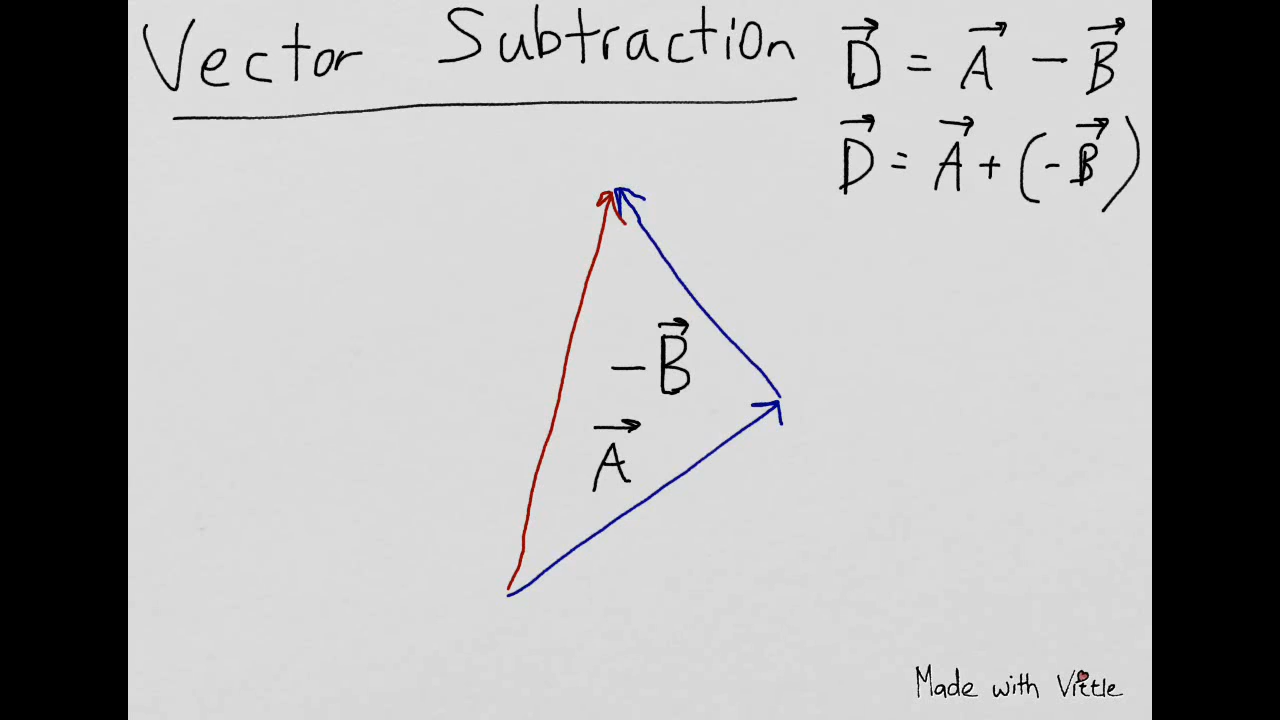 Vector Subtraction
D⃗ = A⃗ - B⃗
D⃗ = A⃗ + (-B⃗)
-B⃗
A⃗
Made with Vittle